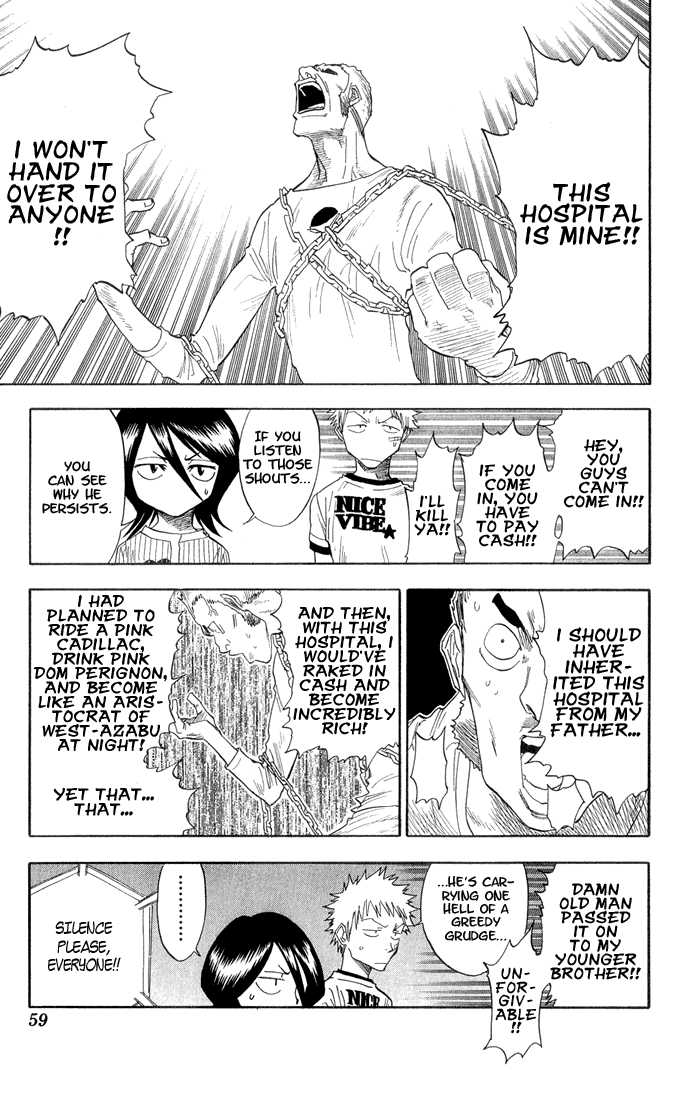 THIS
HOSPITAL
IS MINE!!
I WON'T
HAND IT
OVER TO
ANYONE
!!
HEY,
YOU
GUYS
CAN'T
COME IN!!
IF YOU
COME
IN, YOU
HAVE
TO PAY
CASH!!
I'LL
KILL
YA!!
NICE
VIBE★
IF YOU
LISTEN
TO THOSE
SHOUTS...
YOU
CAN SEE
WHY HE
PERSISTS.
I SHOULD
HAVE
INHER-
ITED THIS
HOSPITAL
FROM MY
FATHER...
AND THEN,
WITH THIS
HOSPITAL, I
WOULD'VE
RAKED IN
CASH AND
BECOME
INCREDIBLY
RICH!
I HAD
PLANNED TO
RIDE A PINK
CADILLAC,
DRINK PINK
DOM PERIGNON,
AND BECOME
LIKE AN ARIS-
TOCRAT OF
WEST-AZABU
AT NIGHT!
YET THAT...
THAT...
DAMN
OLD MAN
PASSED
IT ON
TO MY
YOUNGER
BROTHER!!
UN-
FOR-
GIV-
ABLE
!!
...HE'S CAR-
RYING ONE
HELL OF A
GREEDY
GRUDGE...
NICE
.........
SILENCE
PLEASE,
EVERYONE!!
59